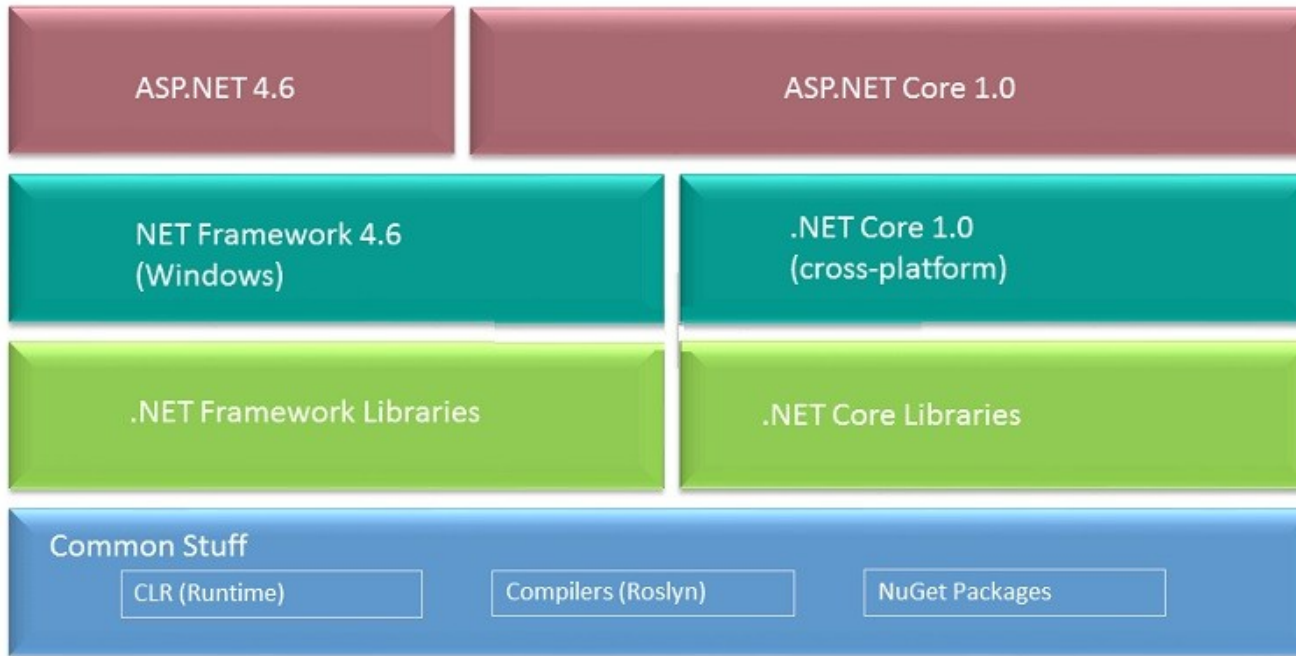 ASP.NET 4.6
ASP.NET Core 1.0
NET Framework 4.6
(Windows)
.NET Core 1.0
(cross-platform)
.NET Framework Libraries
.NET Core Libraries
Common Stuff
CLR (Runtime)
Compilers (Roslyn)
NuGet Packages